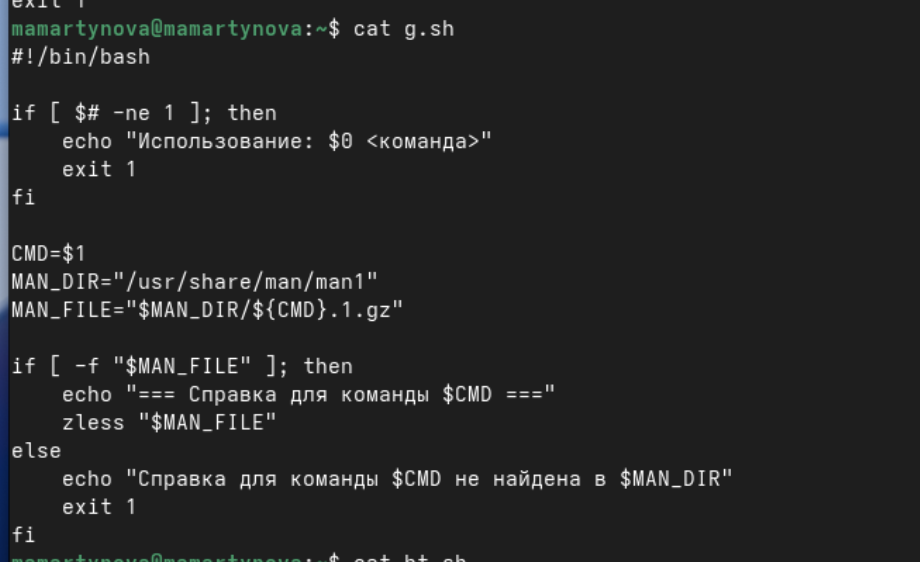 exit 1
mamartynova@mamartynova:~$ cat g.sh
#!/bin/bash
if [ $# -ne 1 ]; then
    echo "Использование: $0 <команда>"
    exit 1
fi
CMD=$1
MAN_DIR="/usr/share/man/man1"
MAN_FILE="$MAN_DIR/${CMD}.1.gz"
if [ -f "$MAN_FILE" ]; then
    echo "=== Справка для команды $CMD ==="
    zless "$MAN_FILE"
else
    echo "Справка для команды $CMD не найдена в $MAN_DIR"
    exit 1
fi
mamartynova@mamartynova:~$ cat